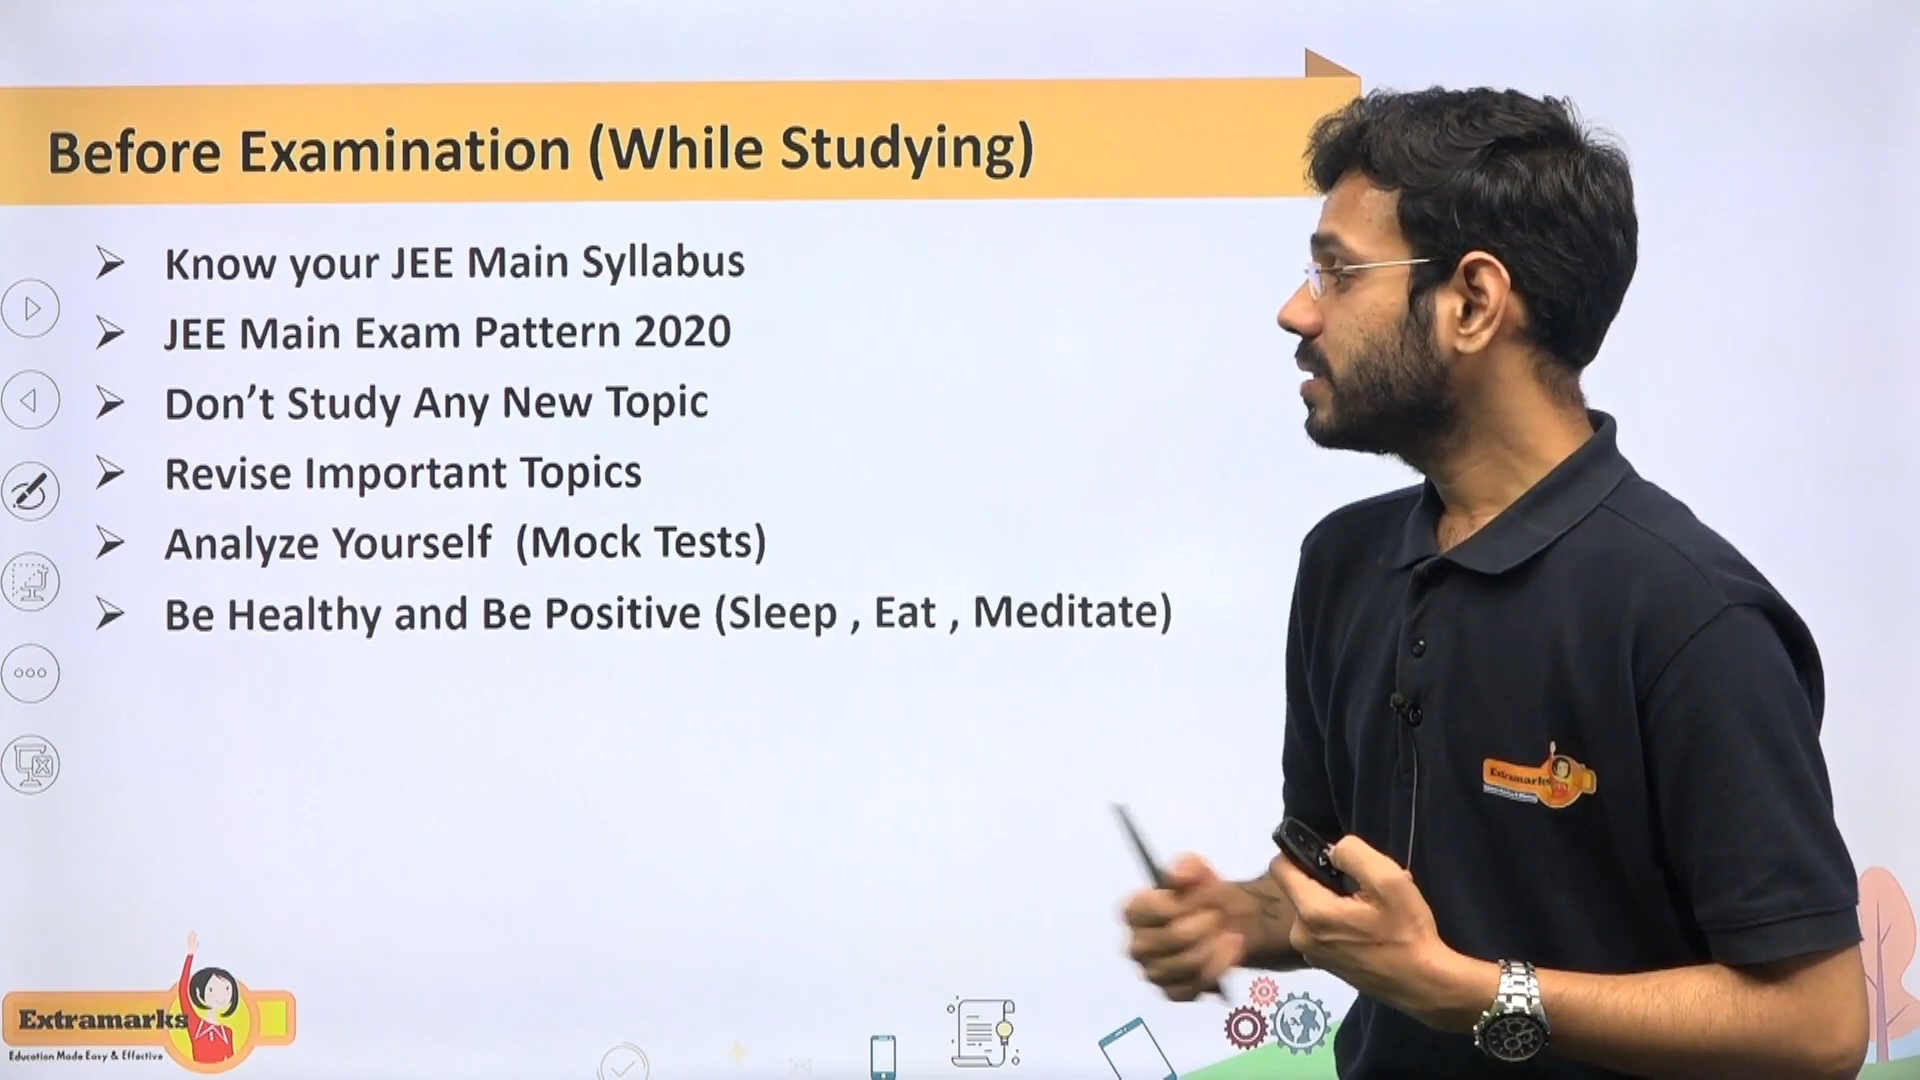 Before Examination (While Studying)
Know your JEE Main Syllabus
JEE Main Exam Pattern 2020
Don’t Study Any New Topic
Revise Important Topics
Analyze Yourself (Mock Tests)
Be Healthy and Be Positive (Sleep , Eat , Meditate)
Extramarks
Extramarks
Education Made Easy & Effective